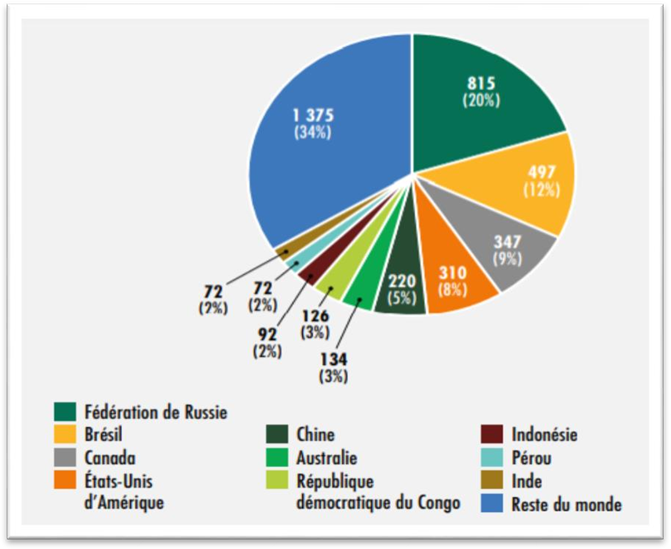 815
(20%)
497
(12%)
347
(9%)
310
(8%)
220
(5%)
134
(3%)
126
(3%)
92
(2%)
72
(2%)
72
(2%)
1 375
(34%)
Fédération de Russie
Brésil
Canada
États-Unis
d’Amérique
Chine
Australie
République
démocratique du Congo
Indonésie
Pérou
Inde
Reste du monde